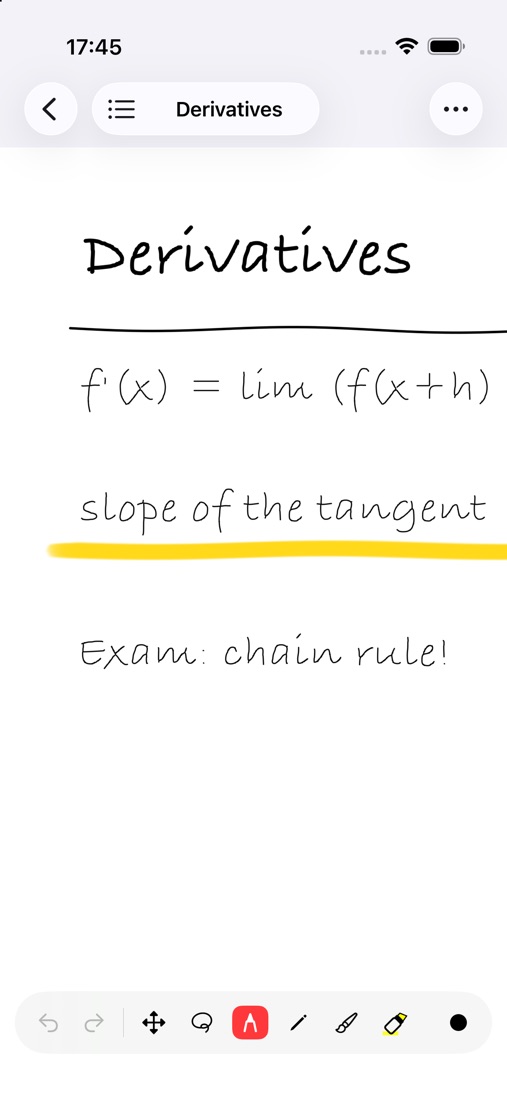 17:45
Derivatives
Derivatives
f'(x) = lim (f(x+h)
slope of the tangent
Exam: chain rule!